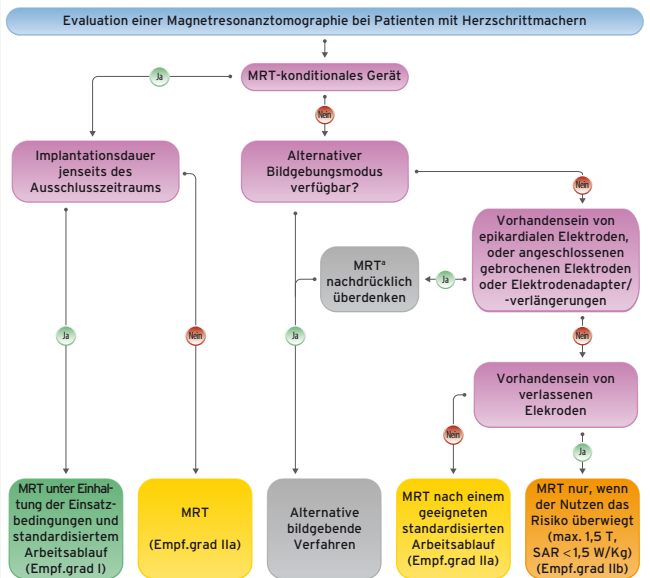 Evaluation einer Magnetresonanztomographie bei Patienten mit Herzschrittmachern
Ja
MRT-konditionales Gerät
Nein
Implantationsdauer
jenseits des
Ausschlusszeitraums
Alternativer
Bildgebungsmodus
verfügbar?
Nein
Vorhandensein von
epikardialen Elektroden,
oder angeschlossenen
gebrochenen Elektroden
oder Elektrodenadapter/
-verlängerungen
MRTᵃ
nachdrücklich
überdenken
Ja
Ja
Nein
Ja
Nein
Vorhandensein von
verlassenen
Elekroden
Nein
Ja
MRT unter Einhal-
tung der Einsatz-
bedingungen und
standardisiertem
Arbeitsablauf
(Empf.grad I)
MRT
(Empf.grad IIa)
Alternative
bildgebende
Verfahren
MRT nach einem
geeigneten
standardisierten
Arbeitsablauf
(Empf.grad IIa)
MRT nur, wenn
der Nutzen das
Risiko überwiegt
(max. 1,5 T,
SAR <1,5 W/Kg)
(Empf.grad IIb)